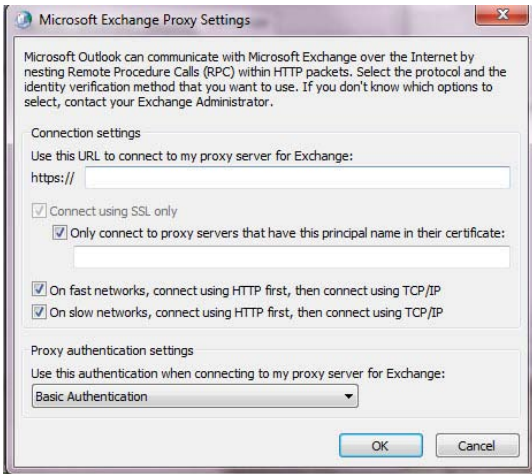 Microsoft Exchange Proxy Settings
Microsoft Outlook can communicate with Microsoft Exchange over the Internet by
nesting Remote Procedure Calls (RPC) within HTTP packets. Select the protocol and the
identity verification method that you want to use. If you don't know which options to
select, contact your Exchange Administrator.
Connection settings
Use this URL to connect to my proxy server for Exchange:
https://
Connect using SSL only
Only connect to proxy servers that have this principal name in their certificate:
On fast networks, connect using HTTP first, then connect using TCP/IP
On slow networks, connect using HTTP first, then connect using TCP/IP
Proxy authentication settings
Use this authentication when connecting to my proxy server for Exchange:
Basic Authentication
OK Cancel